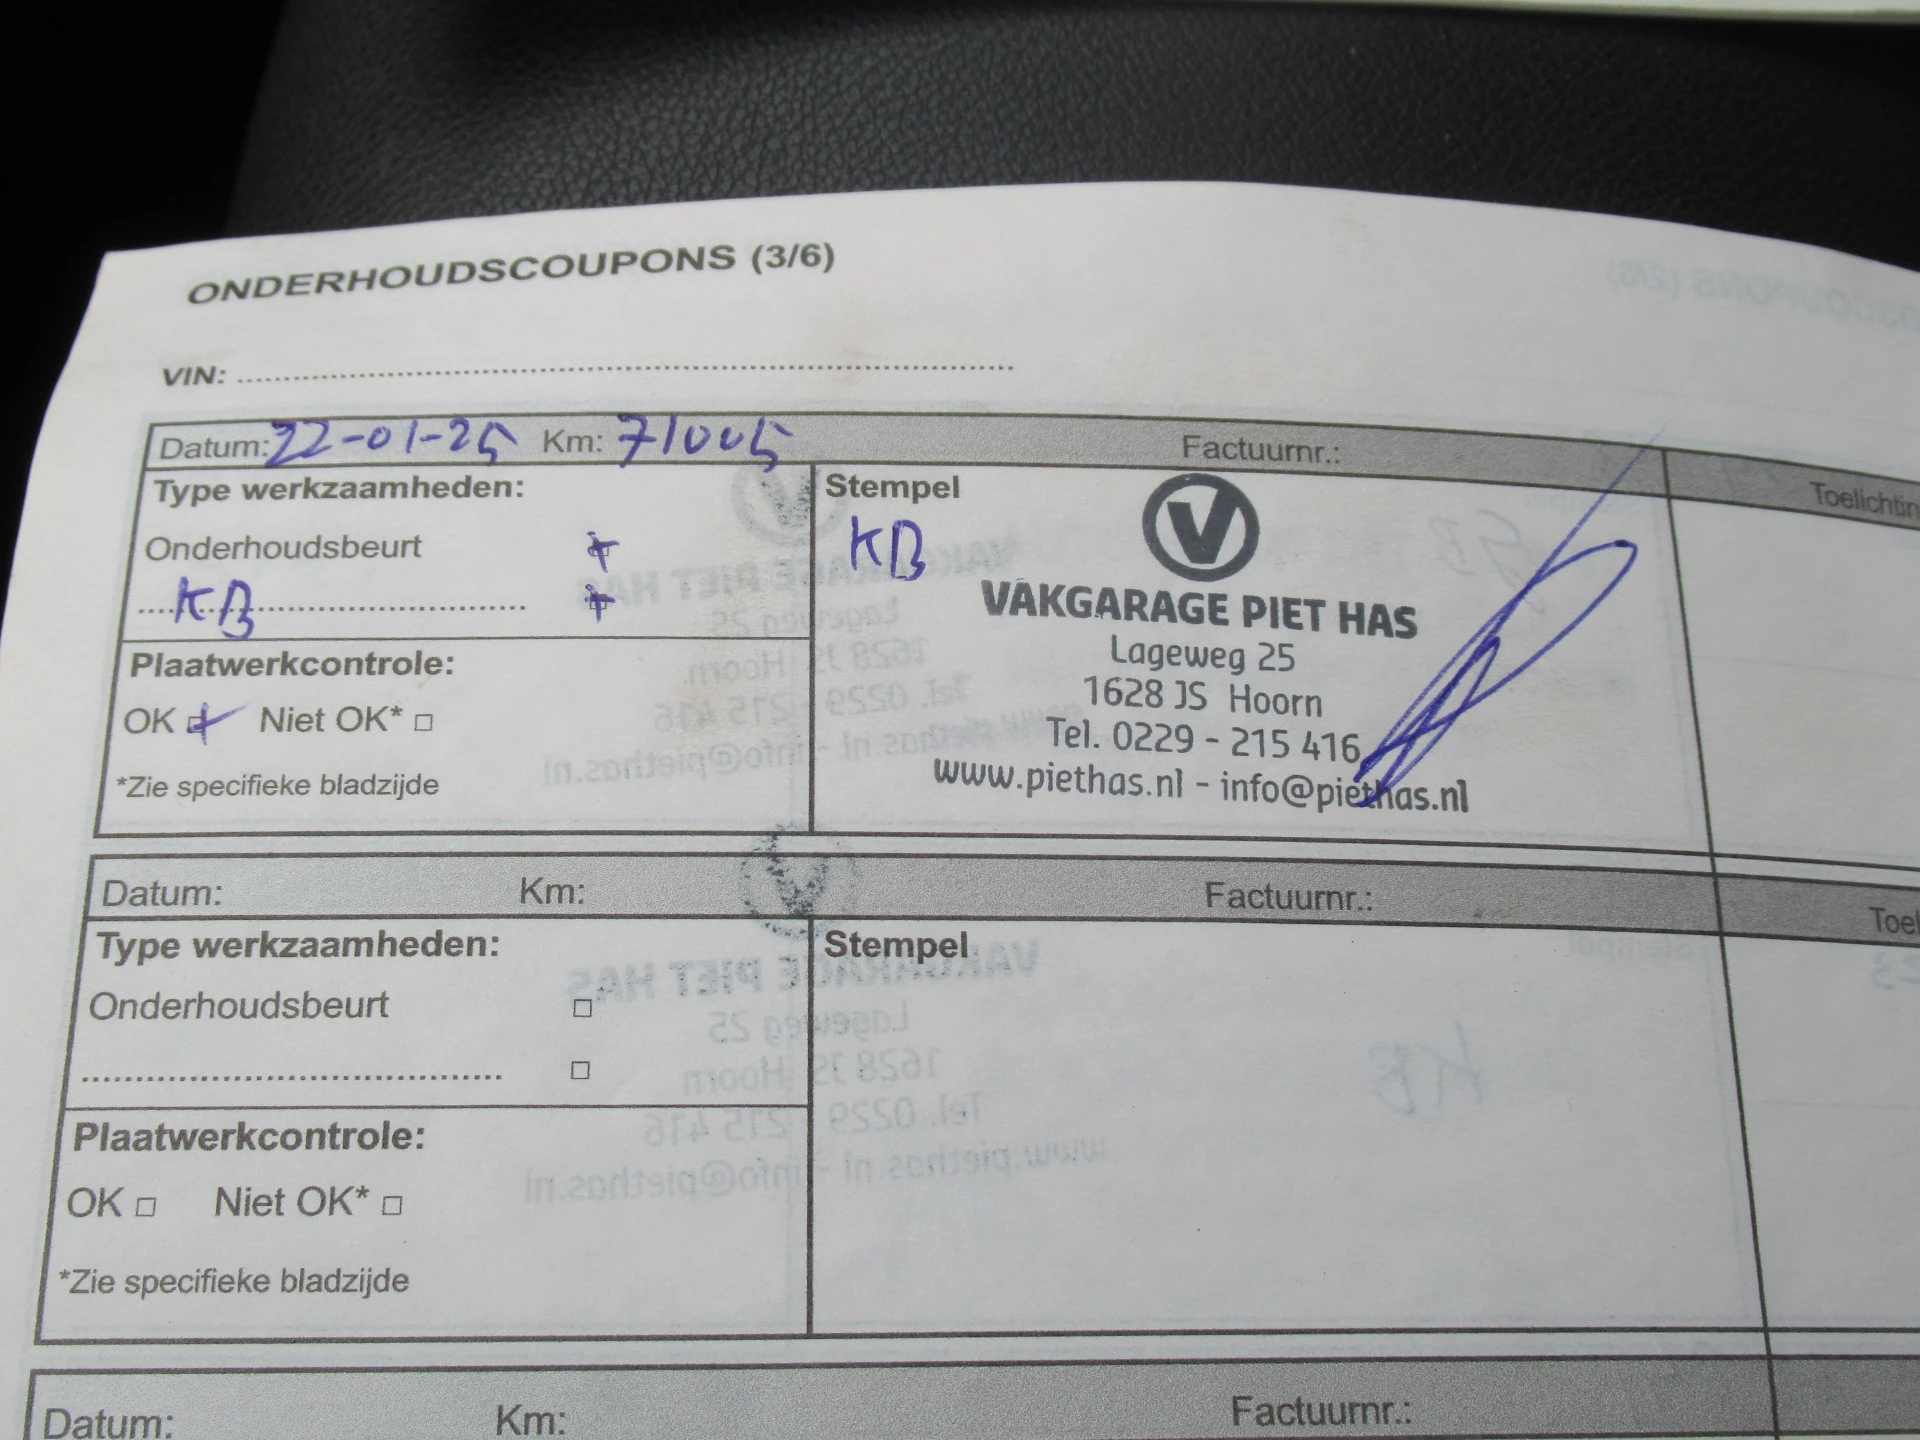 ONDERHOUDSCOUPONS (3/6)
VIN:
Datum: 22-01-25 Km: 71005 Factuurnr.:
Toelichtin
Type werkzaamheden:
Onderhoudsbeurt
KB
Plaatwerkcontrole:
OK Niet OK*
*Zie specifieke bladzijde
Stempel
KB
V
VAKGARAGE PIET HAS
Lageweg 25
1628 JS Hoorn
Tel. 0229 - 215 416
www.piethas.nl - info@piethas.nl
Datum: Km: Factuurnr.:
Toel
Type werkzaamheden:
Onderhoudsbeurt
Plaatwerkcontrole:
OK Niet OK*
*Zie specifieke bladzijde
Stempel
Datum: Km: Factuurnr.: